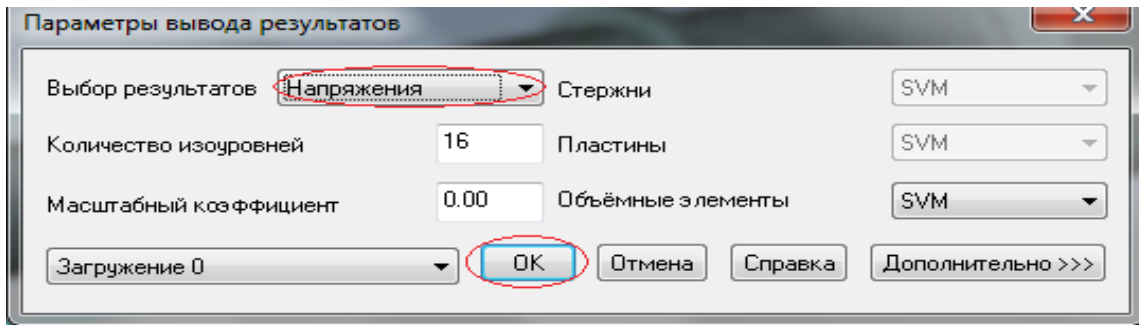 Параметры вывода результатов
Выбор результатов Напряжения Стержни SVM
Количество изоуровней 16 Пластины SVM
Масштабный коэффициент 0.00 Объёмные элементы SVM
Загружение 0 ОК Отмена Справка Дополнительно >>>